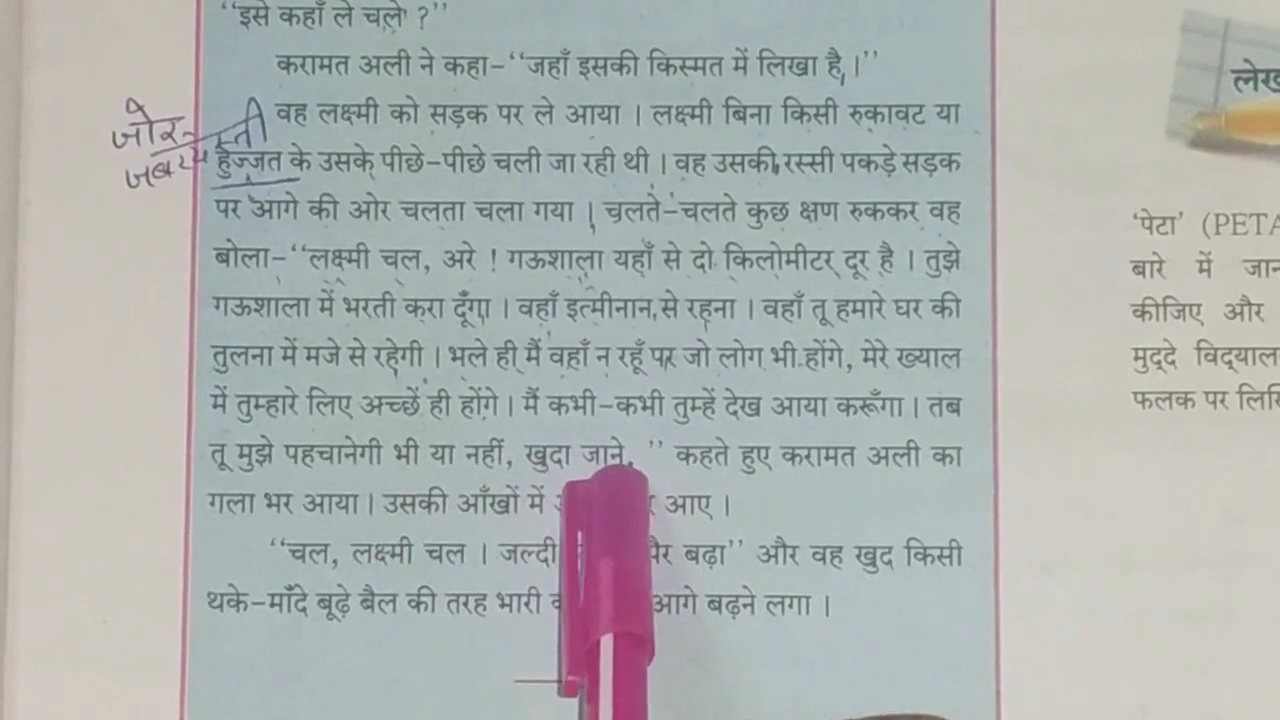 ‘‘इसे कहाँ ले चले ?’’
करामत अली ने कहा-‘‘जहाँ इसकी किस्मत में लिखा है, ।’’
वह लक्ष्मी को सड़क पर ले आया । लक्ष्मी बिना किसी रुकावट या
हुज्जत के उसके पीछे-पीछे चली जा रही थी । वह उसकी रस्सी पकड़े सड़क
पर आगे की ओर चलता चला गया । चलते-चलते कुछ क्षण रुककर वह
बोला-‘‘लक्ष्मी चल, अरे ! गऊशाला यहाँ से दो किलोमीटर दूर है । तुझे
गऊशाला में भरती करा दूँगा । वहाँ इत्मीनान से रहना । वहाँ तू हमारे घर की
तुलना में मजे से रहेगी । भले ही मैं वहाँ न रहूँ पर जो लोग भी होंगे, मेरे ख्याल
में तुम्हारे लिए अच्छें ही होंगे । मैं कभी-कभी तुम्हें देख आया करूँगा । तब
तू मुझे पहचानेगी भी या नहीं, खुदा जाने, ’’ कहते हुए करामत अली का
गला भर आया । उसकी आँखों में आए ।
‘‘चल, लक्ष्मी चल । जल्दी बढ़ा’’ और वह खुद किसी
थके-माँदे बूढ़े बैल की तरह भारी आगे बढ़ने लगा ।
जोर-
जबरदस्ती
‘पेटा’ (PETA
बारे में
कीजिए और
मुद्दे
फलक पर